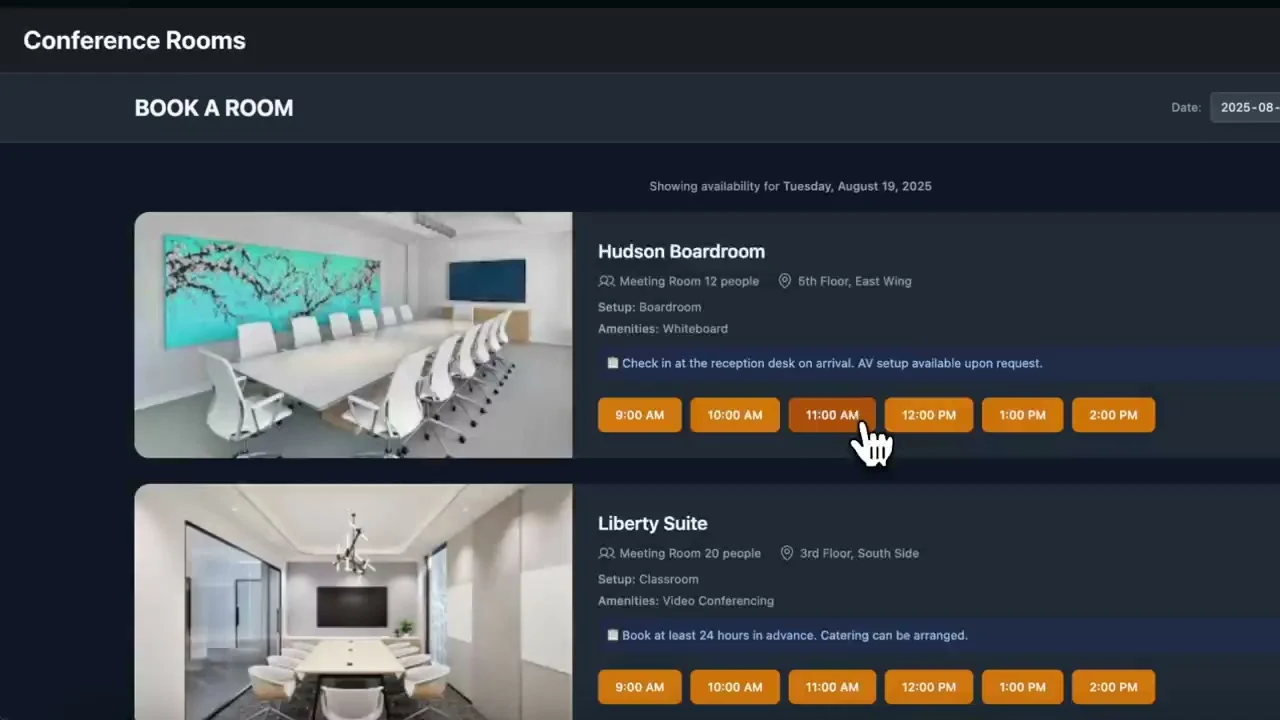 Conference Rooms
BOOK A ROOM
Date: 2025-08-
Showing availability for Tuesday, August 19, 2025
Hudson Boardroom
Meeting Room 12 people 5th Floor, East Wing
Setup: Boardroom
Amenities: Whiteboard
Check in at the reception desk on arrival. AV setup available upon request.
9:00 AM 10:00 AM 11:00 AM 12:00 PM 1:00 PM 2:00 PM
Liberty Suite
Meeting Room 20 people 3rd Floor, South Side
Setup: Classroom
Amenities: Video Conferencing
Book at least 24 hours in advance. Catering can be arranged.
9:00 AM 10:00 AM 11:00 AM 12:00 PM 1:00 PM 2:00 PM